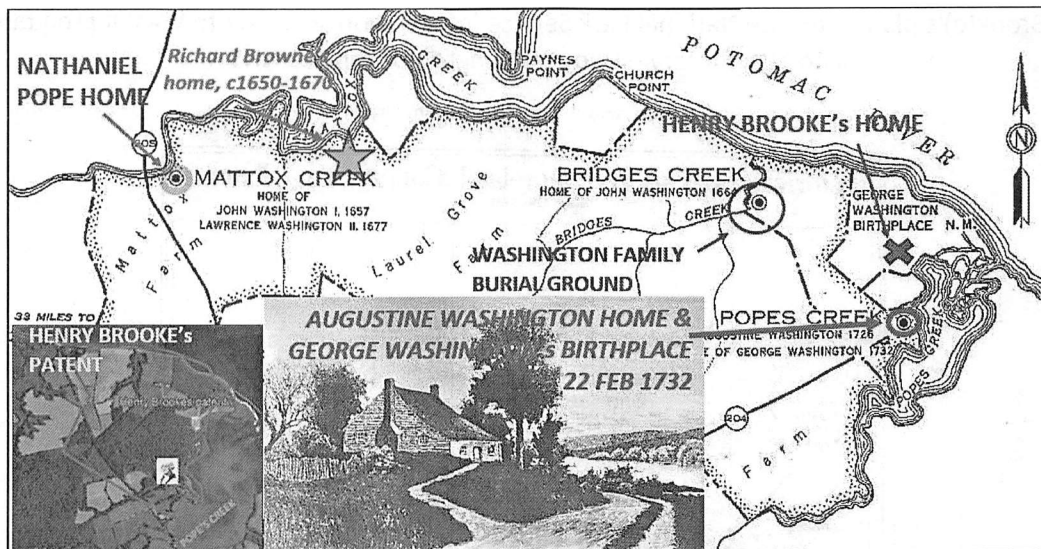 NATHANIEL
POPE HOME
Richard Browne
home, c1650-1670
MATTOX
CREEK
PAYNES
POINT
CHURCH
POINT
POTOMAC
RIVER
HENRY BROOKE's HOME
N
205
MATTOX CREEK
HOME OF
JOHN WASHINGTON I, 1657
LAWRENCE WASHINGTON II. 1677
BRIDGES CREEK
HOME OF JOHN WASHINGTON 1664
GEORGE
WASHINGTON
BIRTHPLACE N.M.
Mattox
Farm
Laurel Grove
Farm
BRIDGES
CREEK
WASHINGTON FAMILY
BURIAL GROUND
33 MILES TO
HENRY BROOKE's
PATENT
Henry Brookes patent
POPES CREEK
AUGUSTINE WASHINGTON HOME &
GEORGE BIRTHPLACE
22 FEB 1732
POPES CREEK
WASHINGTON 1726
OF GEORGE WASHINGTON 1732
POPES
CREEK
204
Farm